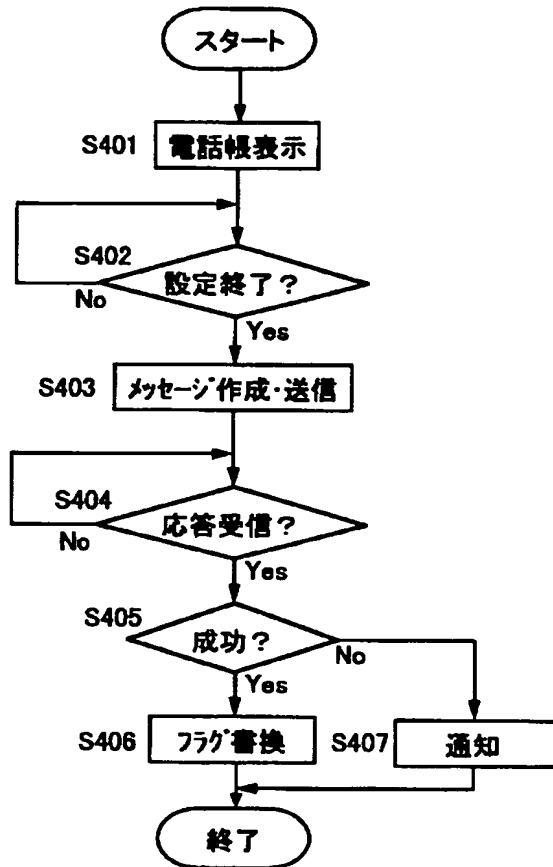 スタート
S401
電話帳表示
S402
設定終了?
No
Yes
S403
メッセージ作成・送信
S404
応答受信?
No
Yes
S405
成功?
No
Yes
S406
フラグ書換
S407
通知
終了